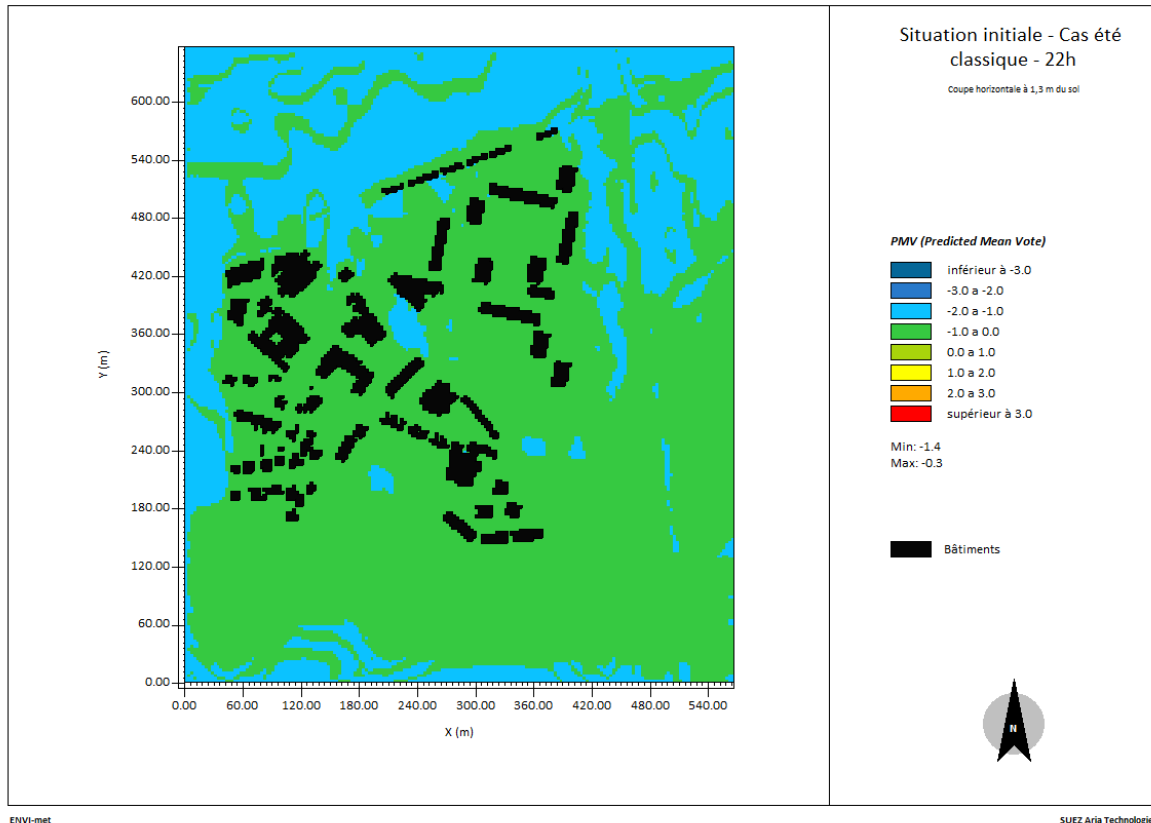 Situation initiale - Cas été
classique - 22h
Coupe horizontale à 1,3 m du sol
600.00
540.00
480.00
420.00
360.00
300.00
240.00
180.00
120.00
60.00
0.00
Y (m)
0.00 60.00 120.00 180.00 240.00 300.00 360.00 420.00 480.00 540.00
X (m)
PMV (Predicted Mean Vote)
inférieur à -3.0
-3.0 a -2.0
-2.0 a -1.0
-1.0 a 0.0
0.0 a 1.0
1.0 a 2.0
2.0 a 3.0
supérieur à 3.0
Min: -1.4
Max: -0.3
Bâtiments
N
ENVI-met
SUEZ Aria Technologie